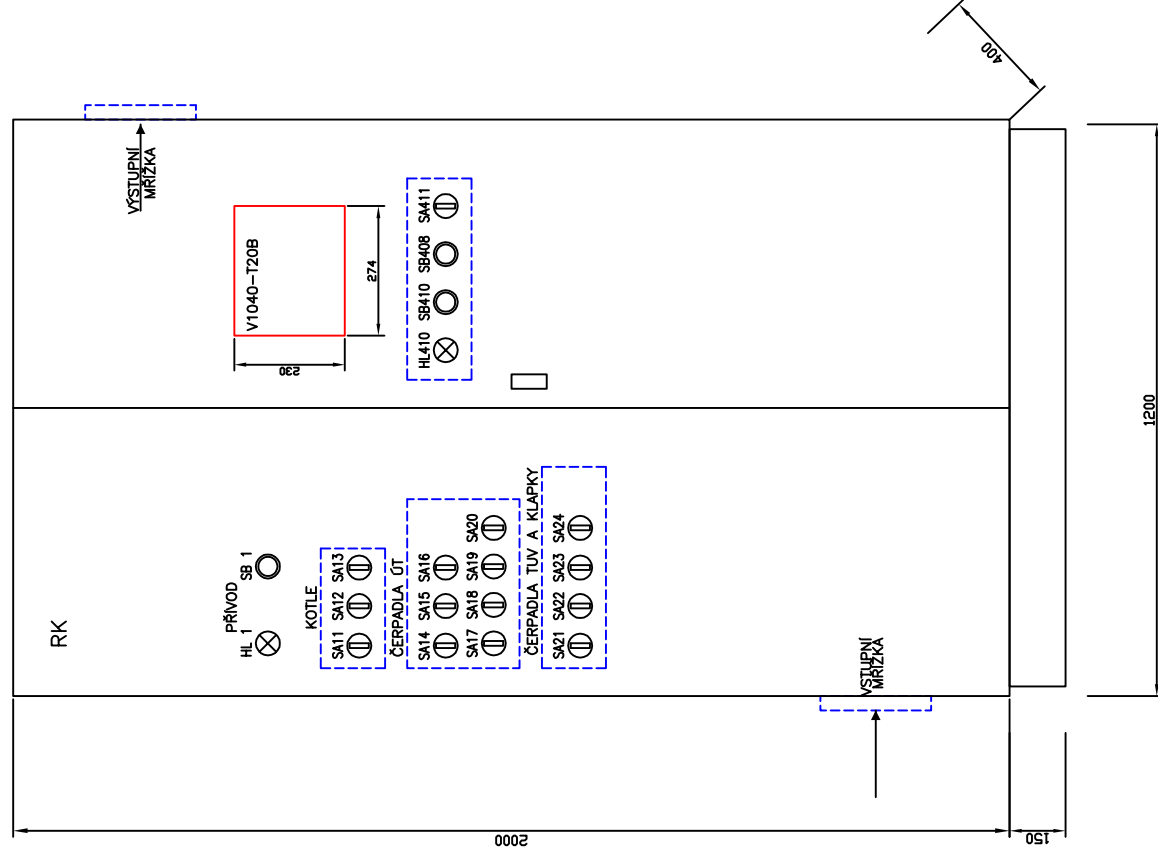 RK
PŘÍVOD
HL 1
SB 1
KOTLE
SA11 SA12 SA13
ČERPADLA ÚT
SA14 SA15 SA16
SA17 SA18 SA19 SA20
ČERPADLA TUV A KLAPKY
SA21 SA22 SA23 SA24
VSTUPNÍ
MŘÍŽKA
VÝSTUPNÍ
MŘÍŽKA
V1040-T20B
230
274
HL410 SB410 SB408 SA411
400
1200
2000
150